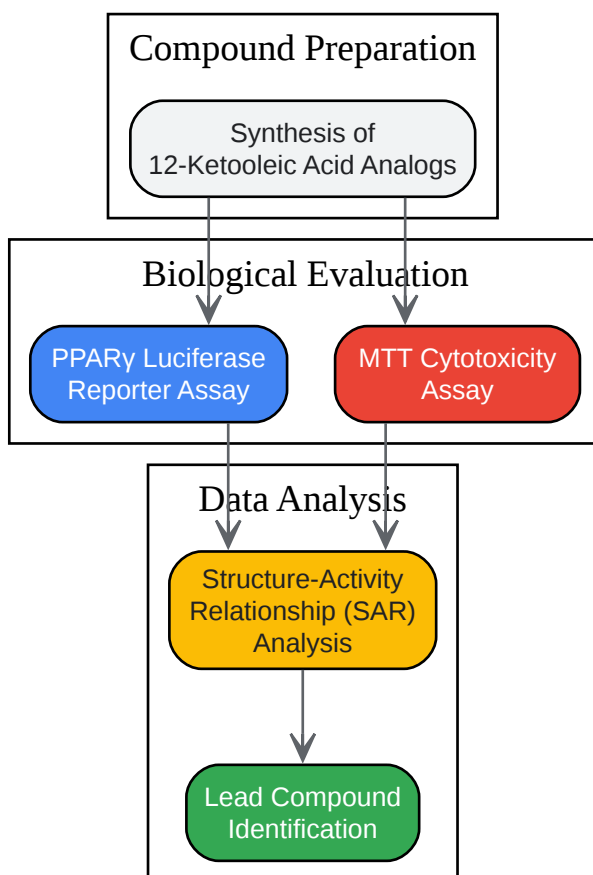 Compound Preparation
Synthesis of
12-Ketooleic Acid Analogs
Biological Evaluation
PPARγ Luciferase
Reporter Assay
MTT Cytotoxicity
Assay
Data Analysis
Structure-Activity
Relationship (SAR)
Analysis
Lead Compound
Identification